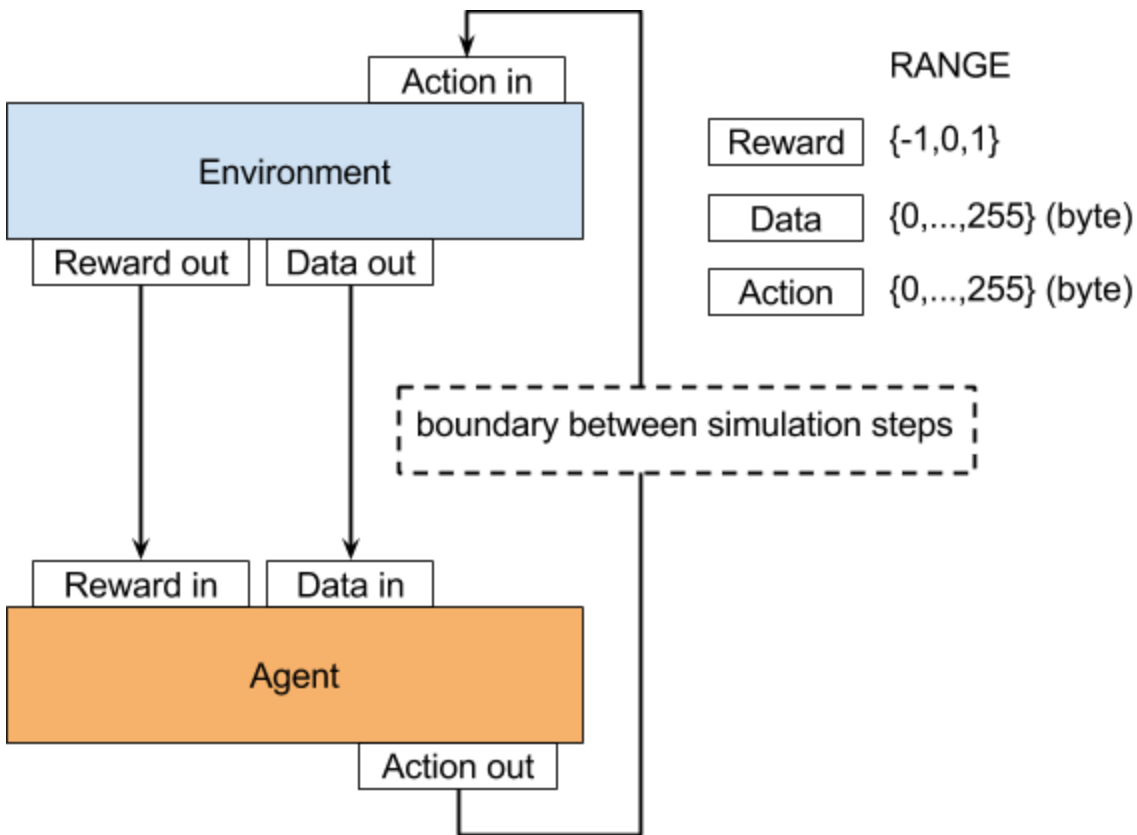 Action in
Environment
Reward out
Data out
boundary between simulation steps
Reward in
Data in
Agent
Action out
RANGE
Reward {-1,0,1}
Data {0,...,255} (byte)
Action {0,...,255} (byte)